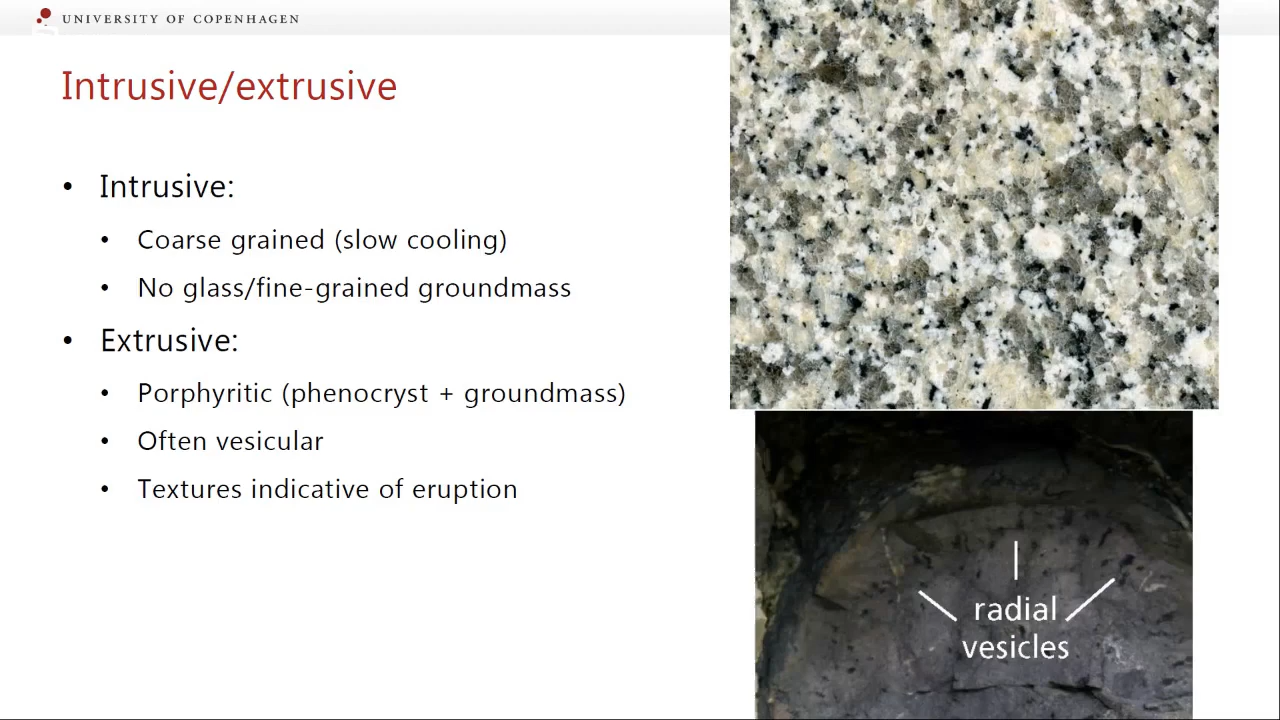 UNIVERSITY OF COPENHAGEN
Intrusive/extrusive
• Intrusive:
• Coarse grained (slow cooling)
• No glass/fine-grained groundmass
• Extrusive:
• Porphyritic (phenocryst + groundmass)
• Often vesicular
• Textures indicative of eruption
radial
vesicles